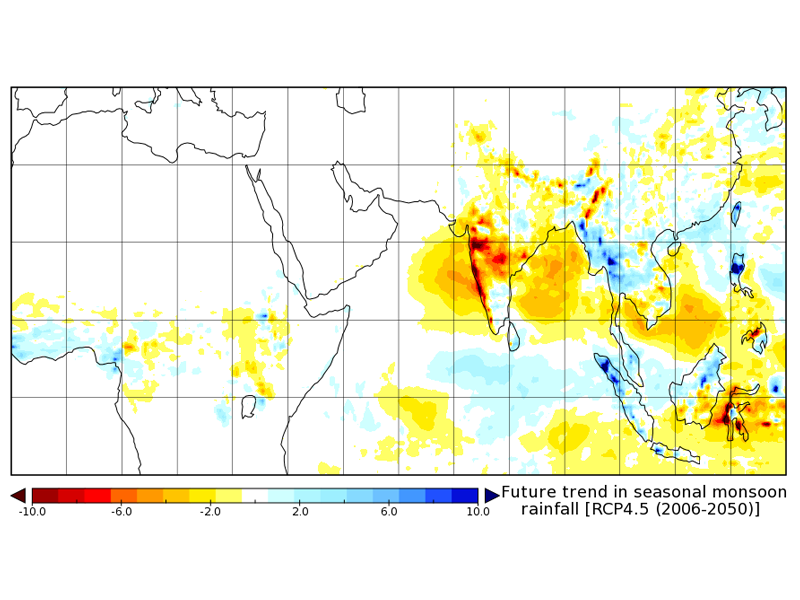 -10.0 -6.0 -2.0 2.0 6.0 10.0
Future trend in seasonal monsoon
rainfall [RCP4.5 (2006-2050)]